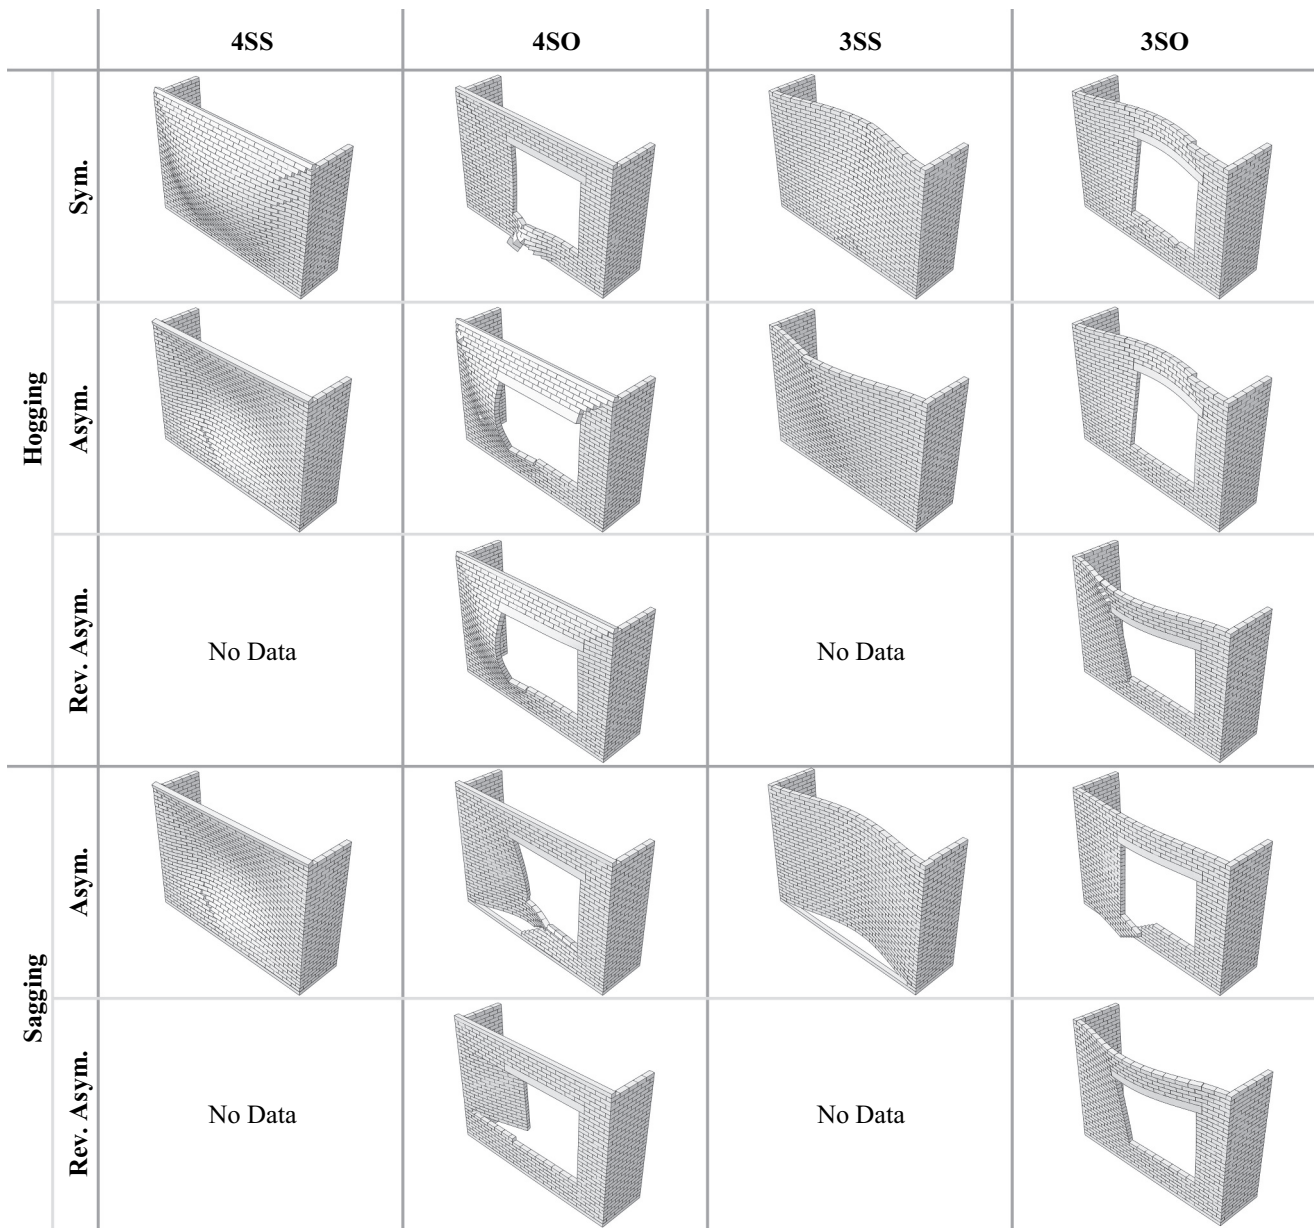 4SS 4SO 3SS 3SO
Hogging
Sym.
Asym.
Rev. Asym.
No Data No Data
Sagging
Asym.
Rev. Asym.
No Data No Data